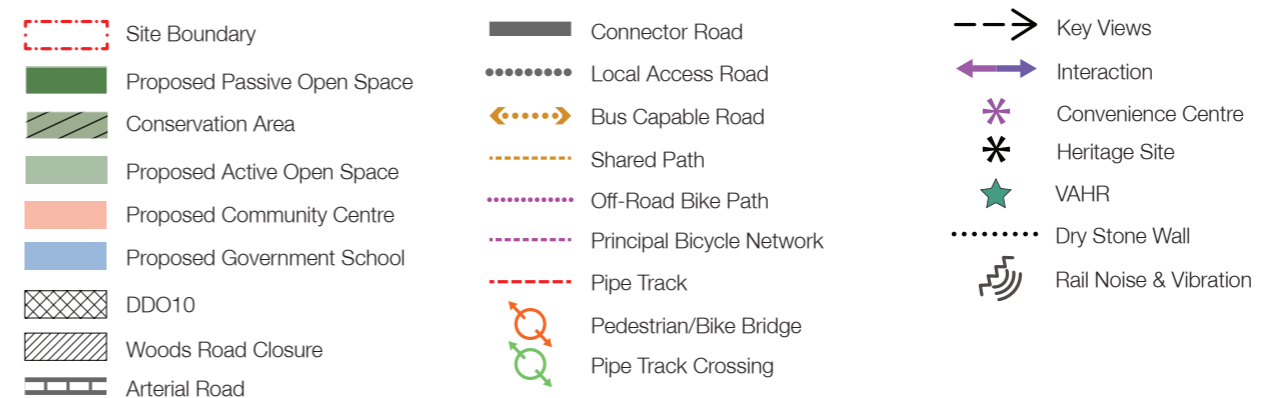 Site Boundary
Proposed Passive Open Space
Conservation Area
Proposed Active Open Space
Proposed Community Centre
Proposed Government School
DDO10
Woods Road Closure
Arterial Road
Connector Road
Local Access Road
Bus Capable Road
Shared Path
Off-Road Bike Path
Principal Bicycle Network
Pipe Track
Pedestrian/Bike Bridge
Pipe Track Crossing
Key Views
Interaction
Convenience Centre
Heritage Site
VAHR
Dry Stone Wall
Rail Noise & Vibration